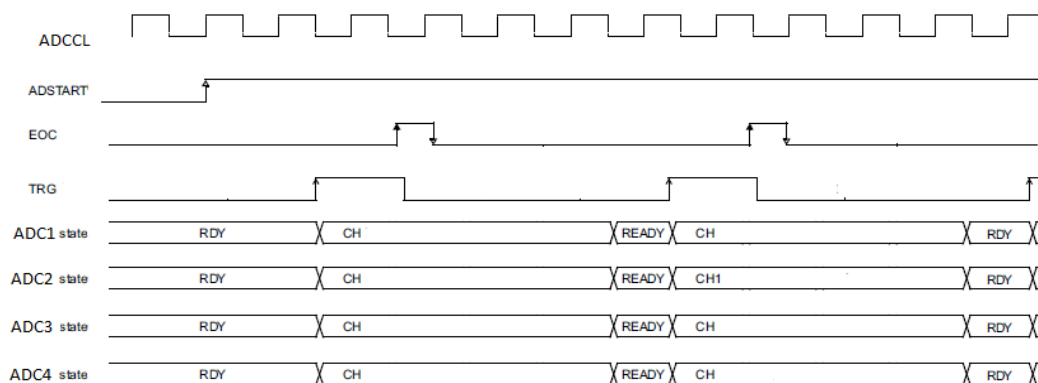 ADCCL
ADSTART
EOC
TRG
ADC1 state RDY CH READY CH RDY
ADC2 state RDY CH READY CH1 RDY
ADC3 state RDY CH READY CH RDY
ADC4 state RDY CH READY CH RDY